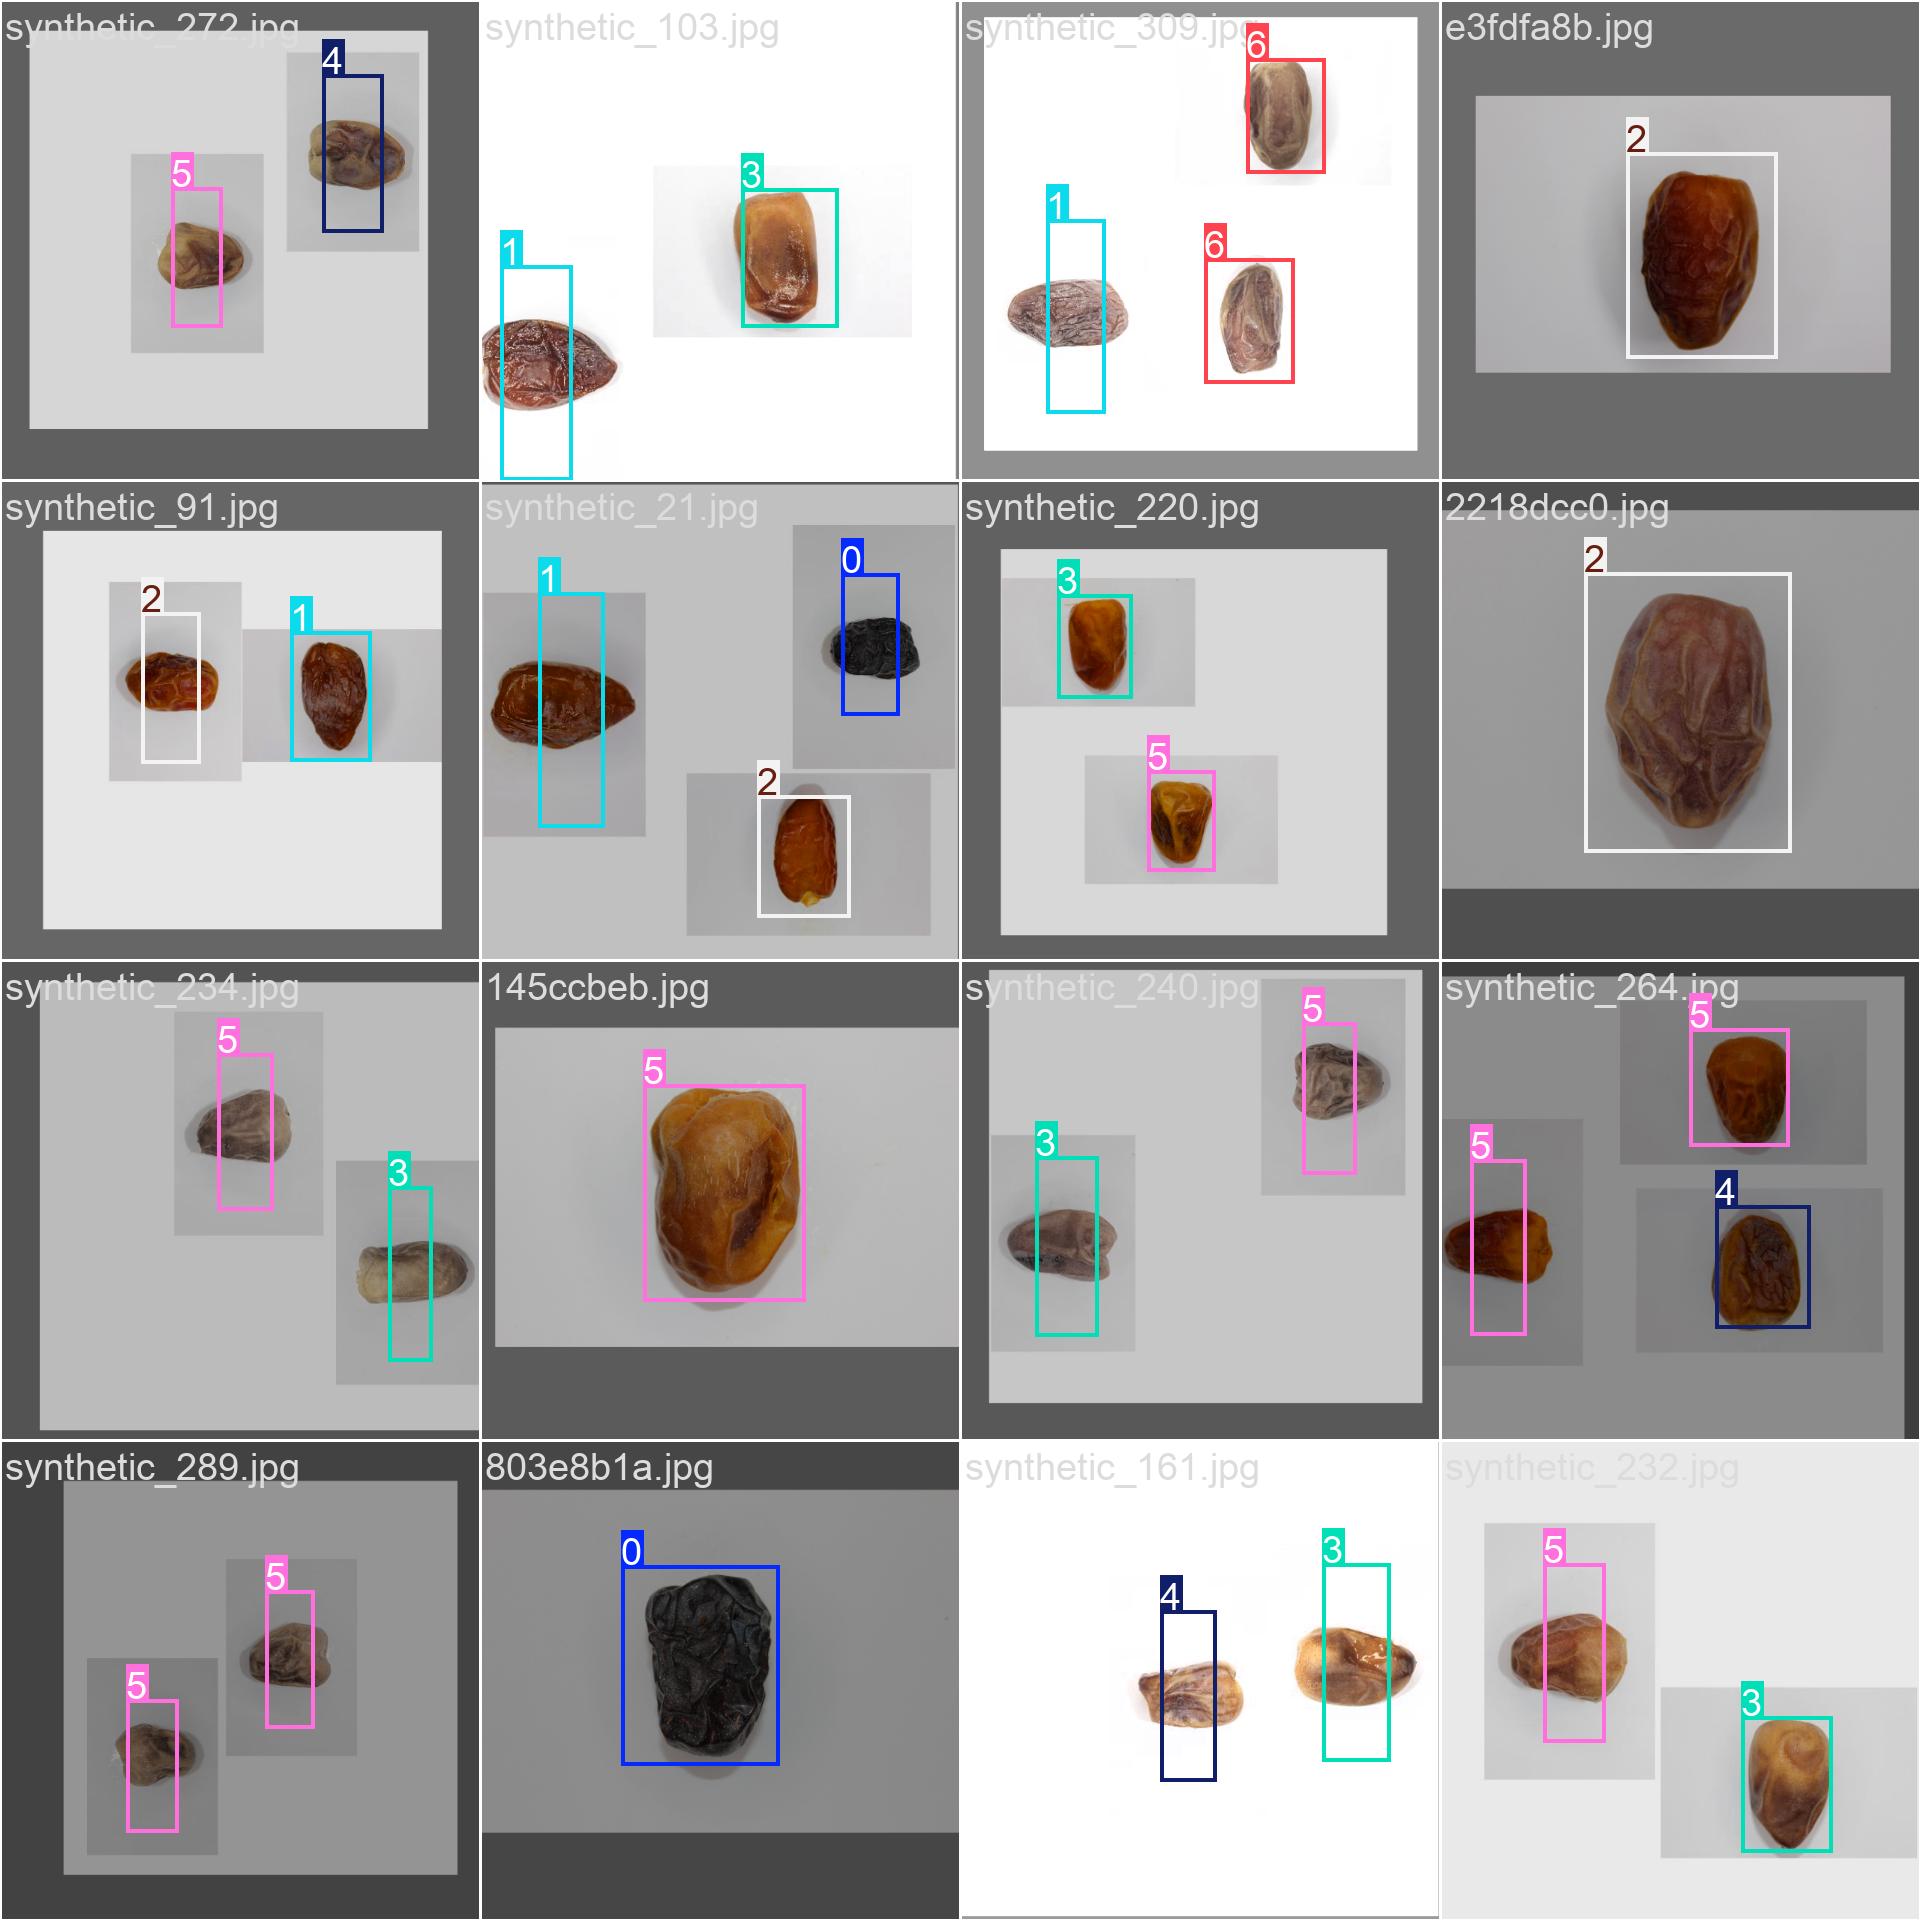 synthetic_272.jpg
4
5
synthetic_103.jpg
3
1
synthetic_309.jpg
6
1
6
e3fdfa8b.jpg
2
synthetic_91.jpg
2
1
synthetic_21.jpg
0
1
2
synthetic_220.jpg
3
5
2218dcc0.jpg
2
synthetic_234.jpg
5
3
145ccbeb.jpg
5
synthetic_240.jpg
5
3
synthetic_264.jpg
5
5
4
synthetic_289.jpg
5
5
803e8b1a.jpg
0
synthetic_161.jpg
3
4
synthetic_232.jpg
5
3